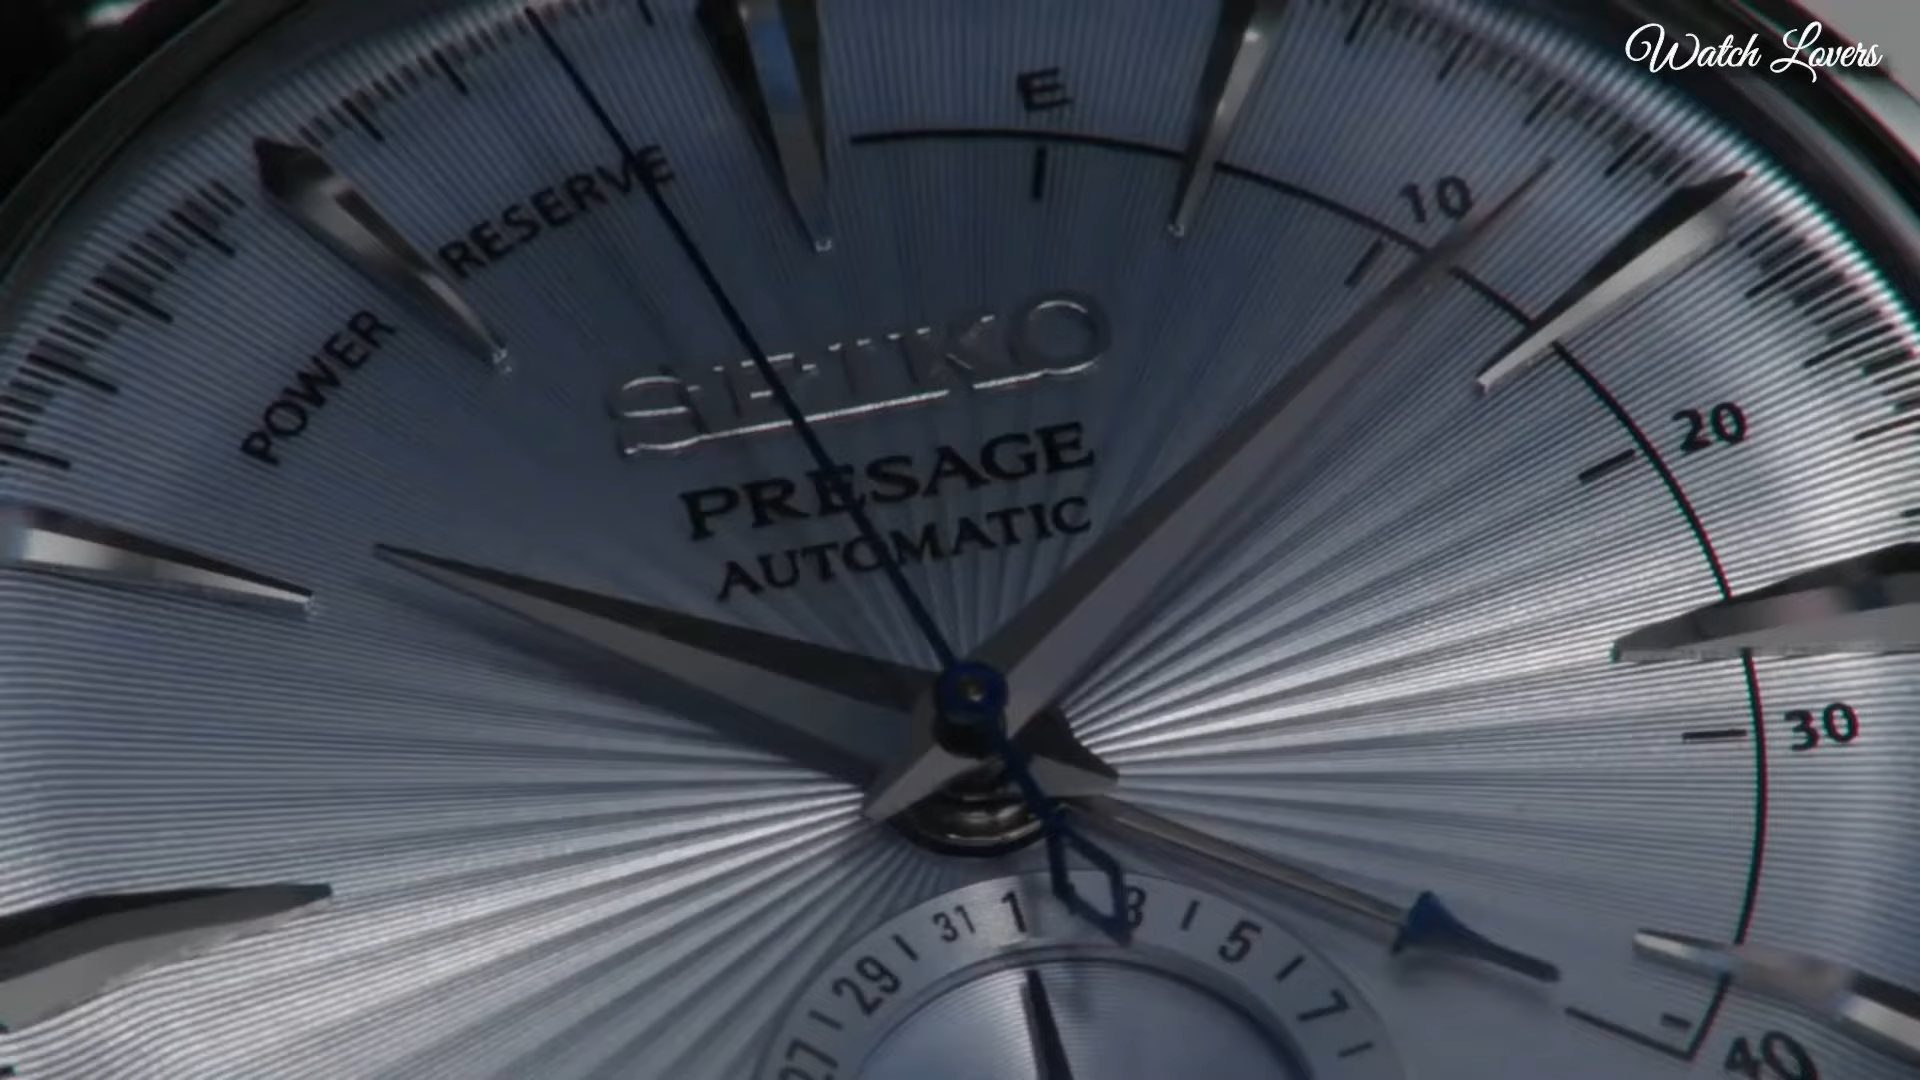 Watch Lovers
E
10
20
30
40
POWER RESERVE
SEIKO
PRESAGE
AUTOMATIC
27 29 31 1 3 5 7